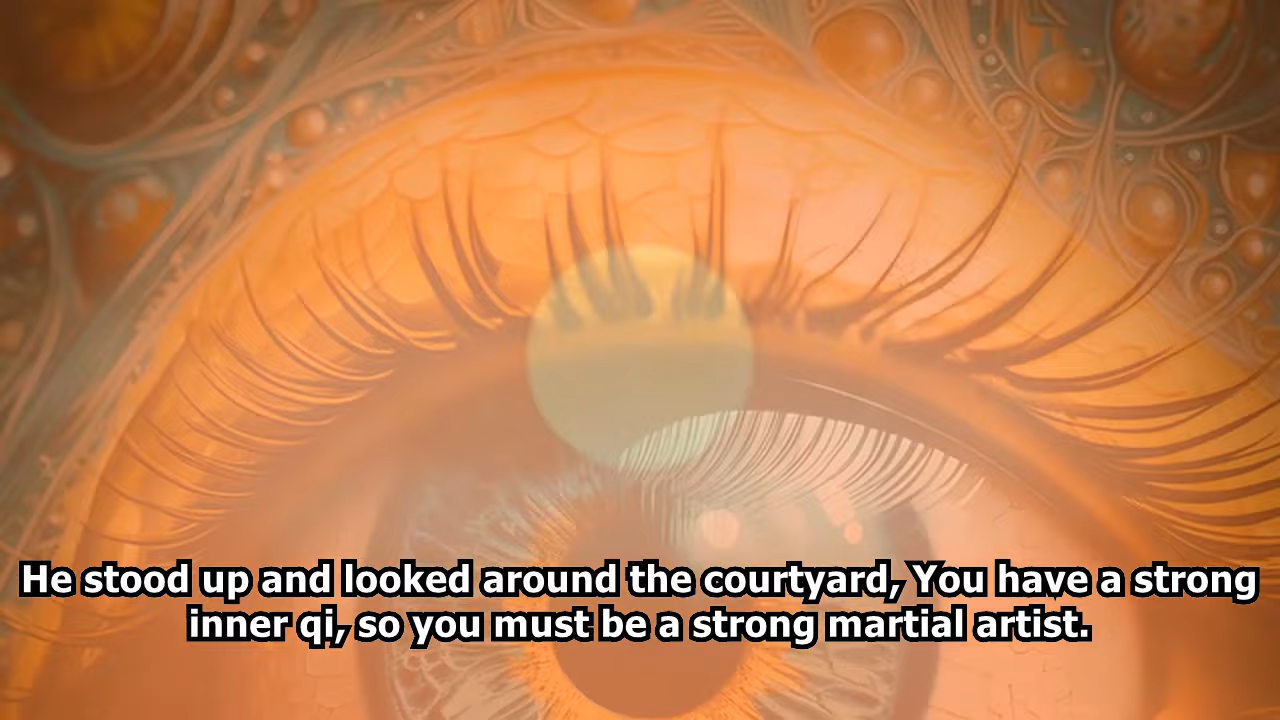 He stood up and looked around the courtyard, You have a strong
inner qi, so you must be a strong martial artist.